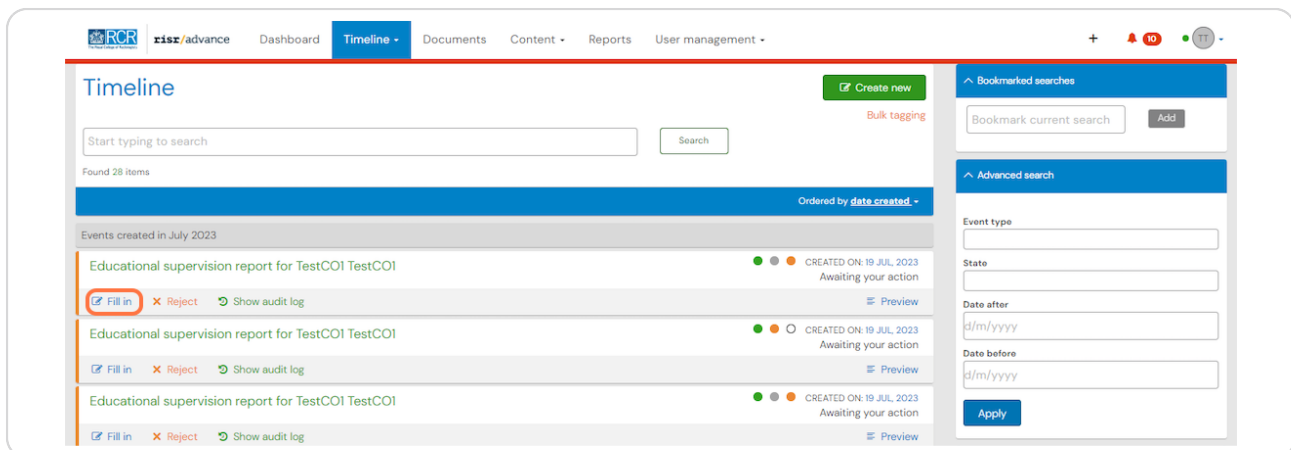 RCR risr/advance Dashboard Timeline Documents Content Reports User management + 10 TT
Timeline
Create new
Bulk tagging
Start typing to search Search
Found 28 items
Ordered by date created
Events created in July 2023
Educational supervision report for TestCO1 TestCO1 CREATED ON: 19 JUL, 2023
Awaiting your action
Fill in Reject Show audit log Preview
Educational supervision report for TestCO1 TestCO1 CREATED ON: 19 JUL, 2023
Awaiting your action
Fill in Reject Show audit log Preview
Educational supervision report for TestCO1 TestCO1 CREATED ON: 19 JUL, 2023
Awaiting your action
Fill in Reject Show audit log Preview
Bookmarked searches
Bookmark current search Add
Advanced search
Event type
State
Date after
d/m/yyyy
Date before
d/m/yyyy
Apply